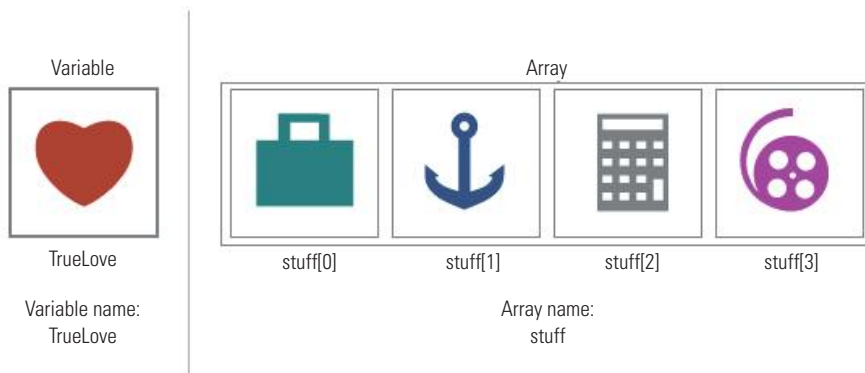 Variable
TrueLove
Variable name:
TrueLove
Array
stuff[0]
stuff[1]
stuff[2]
stuff[3]
Array name:
stuff